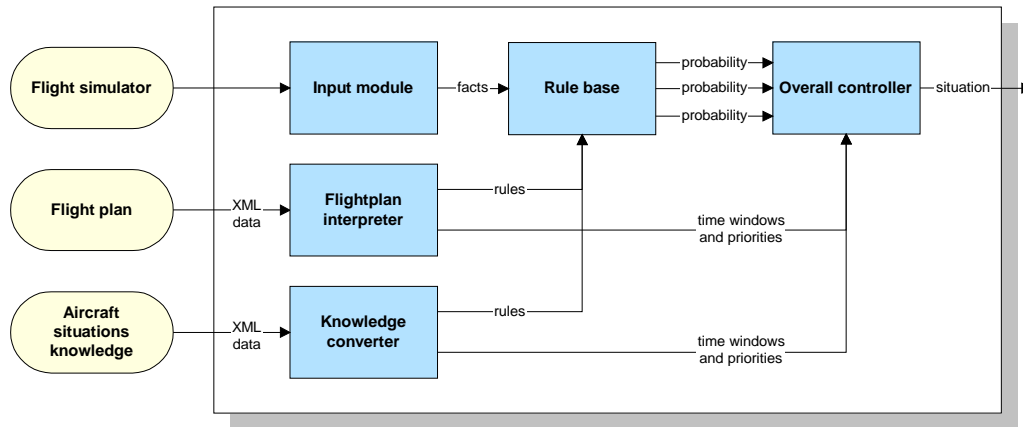 Flight simulator
Input module
facts
Rule base
probability
probability
probability
Overall controller
situation
Flight plan
XML
data
Flightplan
interpreter
rules
time windows
and priorities
Aircraft
situations
knowledge
XML
data
Knowledge
converter
rules
time windows
and priorities